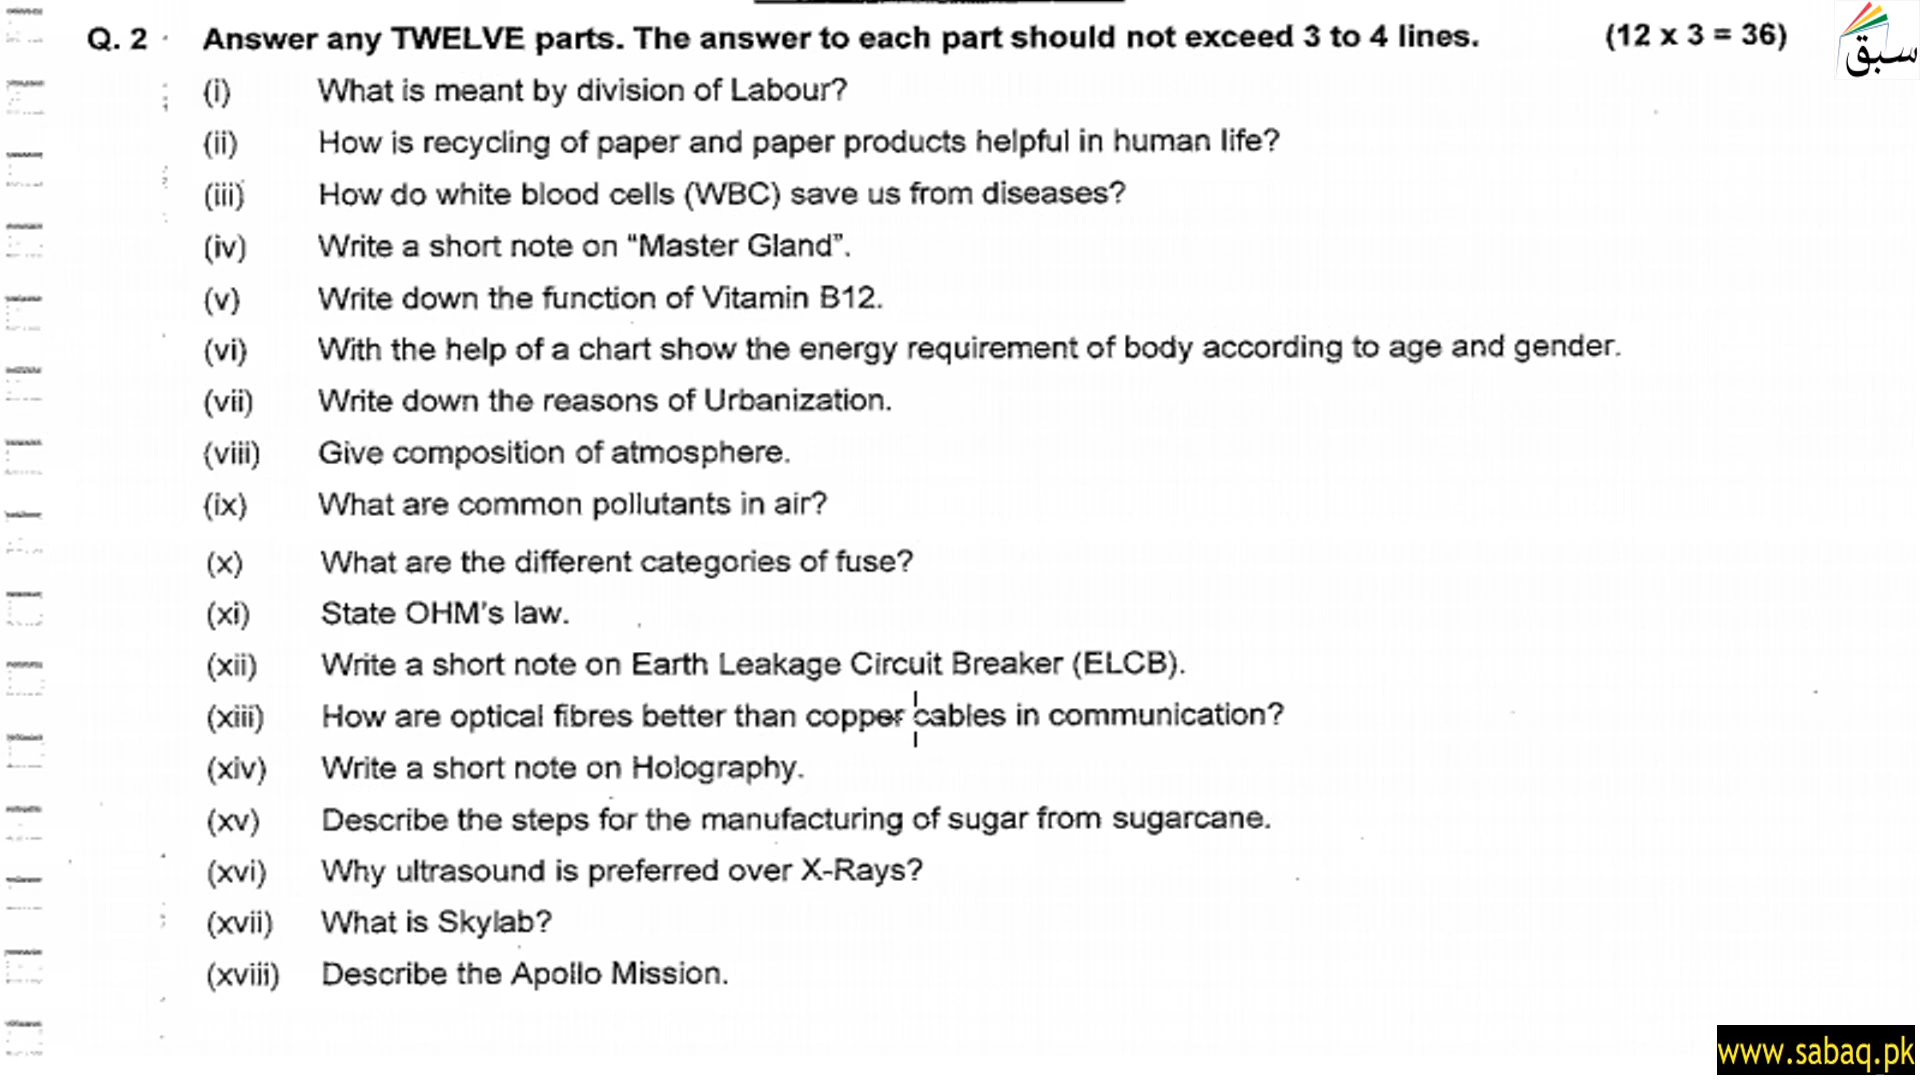 Q. 2 Answer any TWELVE parts. The answer to each part should not exceed 3 to 4 lines. (12 x 3 = 36)
سبق
(i) What is meant by division of Labour?
(ii) How is recycling of paper and paper products helpful in human life?
(iii) How do white blood cells (WBC) save us from diseases?
(iv) Write a short note on “Master Gland”.
(v) Write down the function of Vitamin B12.
(vi) With the help of a chart show the energy requirement of body according to age and gender.
(vii) Write down the reasons of Urbanization.
(viii) Give composition of atmosphere.
(ix) What are common pollutants in air?
(x) What are the different categories of fuse?
(xi) State OHM's law.
(xii) Write a short note on Earth Leakage Circuit Breaker (ELCB).
(xiii) How are optical fibres better than copper cables in communication?
(xiv) Write a short note on Holography.
(xv) Describe the steps for the manufacturing of sugar from sugarcane.
(xvi) Why ultrasound is preferred over X-Rays?
(xvii) What is Skylab?
(xviii) Describe the Apollo Mission.
www.sabaq.pk